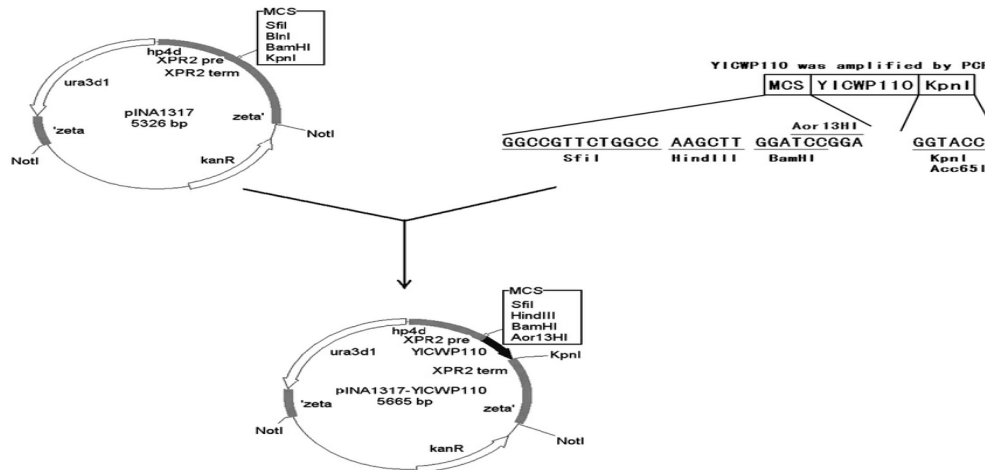 MCS
SfiI
BlnI
BamHI
KpnI
hp4d
XPR2 pre
XPR2 term
ura3d1
pINA1317
5326 bp
'zeta
zeta'
NotI
NotI
kanR
YlCWP110 was amplified by PCR
MCS YlCWP110 KpnI
Aor13HI
GGCCGTTCTGGCC AAGCTT GGATCCGGA GGTACC
SfiI HindIII BamHI KpnI
Acc65I
MCS
SfiI
HindIII
BamHI
Aor13HI
hp4d
XPR2 pre
YlCWP110
KpnI
ura3d1
XPR2 term
pINA1317-YlCWP110
5665 bp
'zeta
zeta'
NotI
NotI
kanR